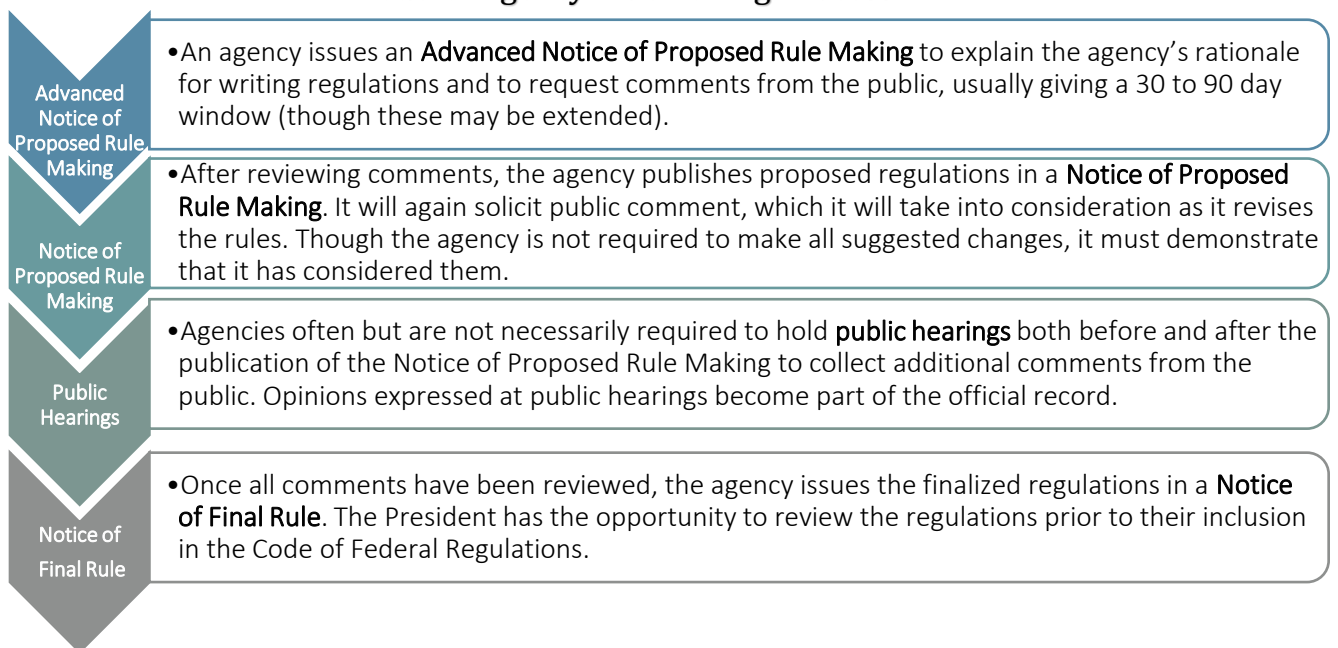 Advanced
Notice of
Proposed Rule
Making
•An agency issues an Advanced Notice of Proposed Rule Making to explain the agency's rationale
for writing regulations and to request comments from the public, usually giving a 30 to 90 day
window (though these may be extended).
Notice of
Proposed Rule
Making
•After reviewing comments, the agency publishes proposed regulations in a Notice of Proposed
Rule Making. It will again solicit public comment, which it will take into consideration as it revises
the rules. Though the agency is not required to make all suggested changes, it must demonstrate
that it has considered them.
Public
Hearings
•Agencies often but are not necessarily required to hold public hearings both before and after the
publication of the Notice of Proposed Rule Making to collect additional comments from the
public. Opinions expressed at public hearings become part of the official record.
Notice of
Final Rule
•Once all comments have been reviewed, the agency issues the finalized regulations in a Notice
of Final Rule. The President has the opportunity to review the regulations prior to their inclusion
in the Code of Federal Regulations.